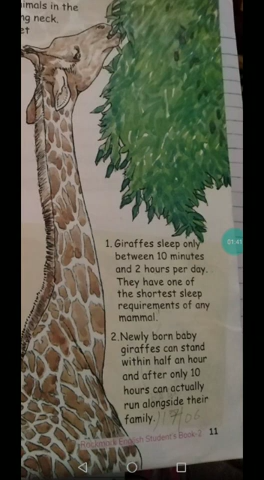 imals in the
ng neck.
et
1. Giraffes sleep only
between 10 minutes
and 2 hours per day.
They have one of
the shortest sleep
requirements of any
mammal.
2. Newly born baby
giraffes can stand
within half an hour
and after only 10
hours can actually
run alongside their
family.
English Student's Book-2 11
01:41